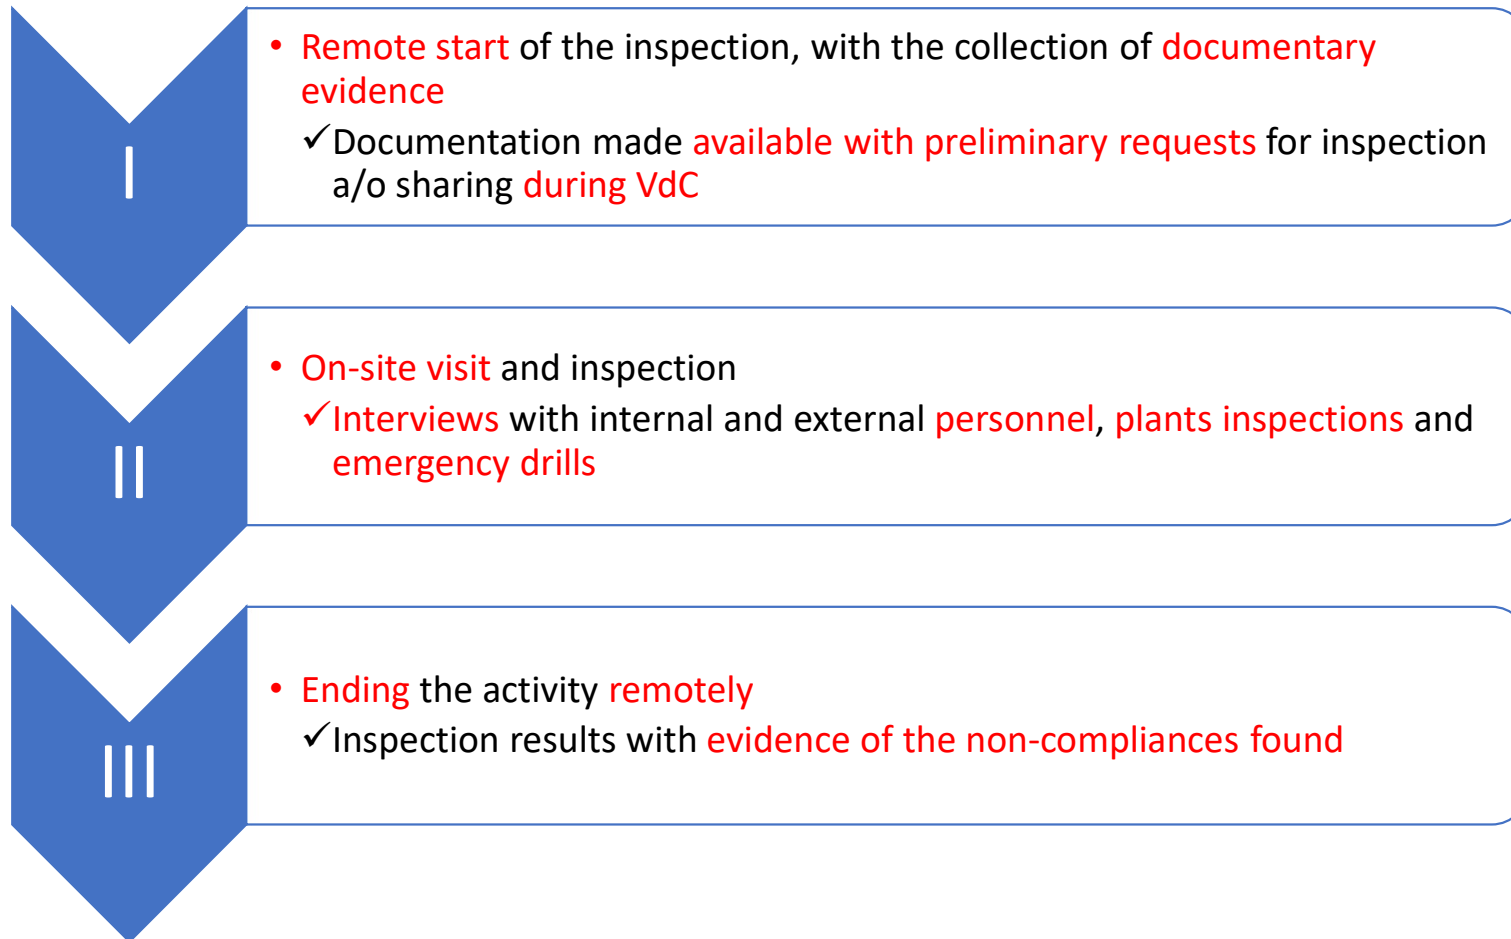 I
• Remote start of the inspection, with the collection of documentary
evidence
✓Documentation made available with preliminary requests for inspection
a/o sharing during VdC
II
• On-site visit and inspection
✓Interviews with internal and external personnel, plants inspections and
emergency drills
III
• Ending the activity remotely
✓Inspection results with evidence of the non-compliances found